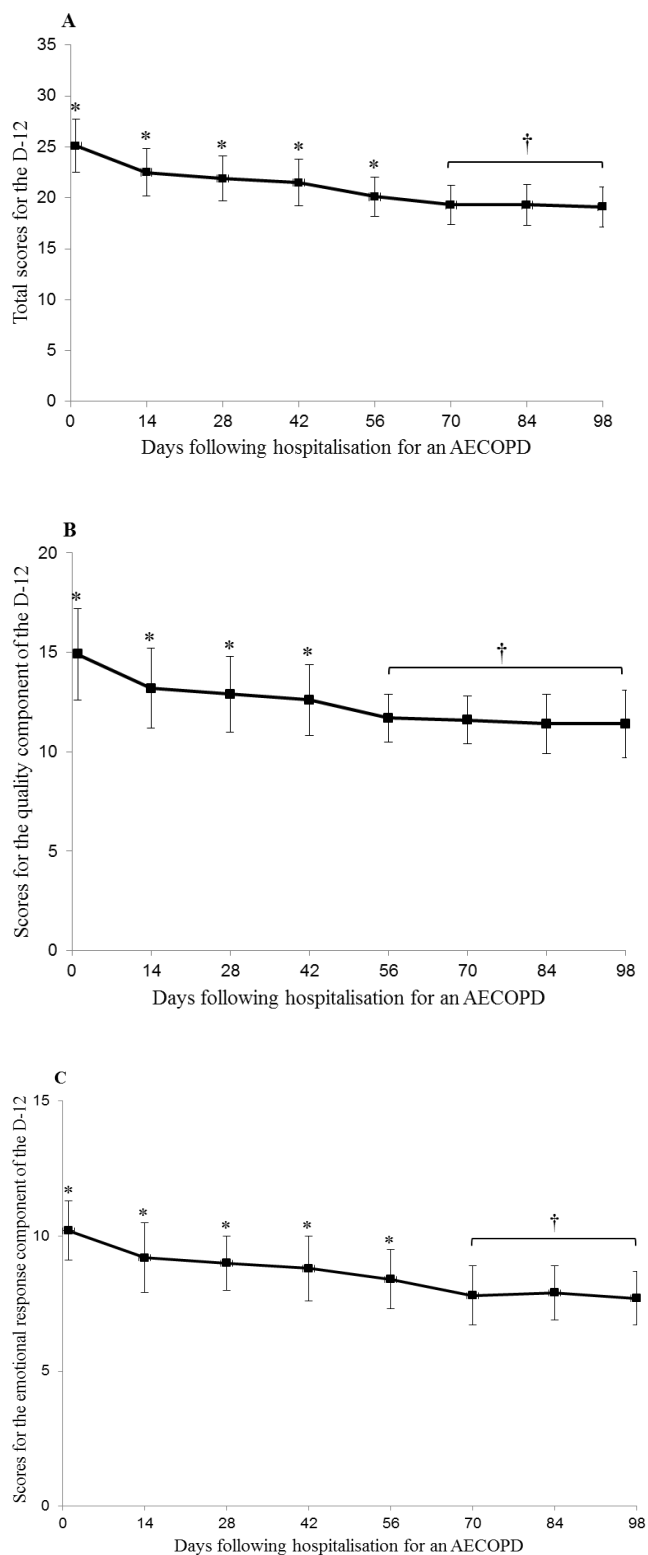 A
Total scores for the D-12
35
30
25
20
15
10
5
0
* * * * * †
0 14 28 42 56 70 84 98
Days following hospitalisation for an AECOPD
B
Scores for the quality component of the D-12
20
15
10
5
0
* * * * †
0 14 28 42 56 70 84 98
Days following hospitalisation for an AECOPD
C
Scores for the emotional response component of the D-12
15
10
5
0
* * * * * †
0 14 28 42 56 70 84 98
Days following hospitalisation for an AECOPD